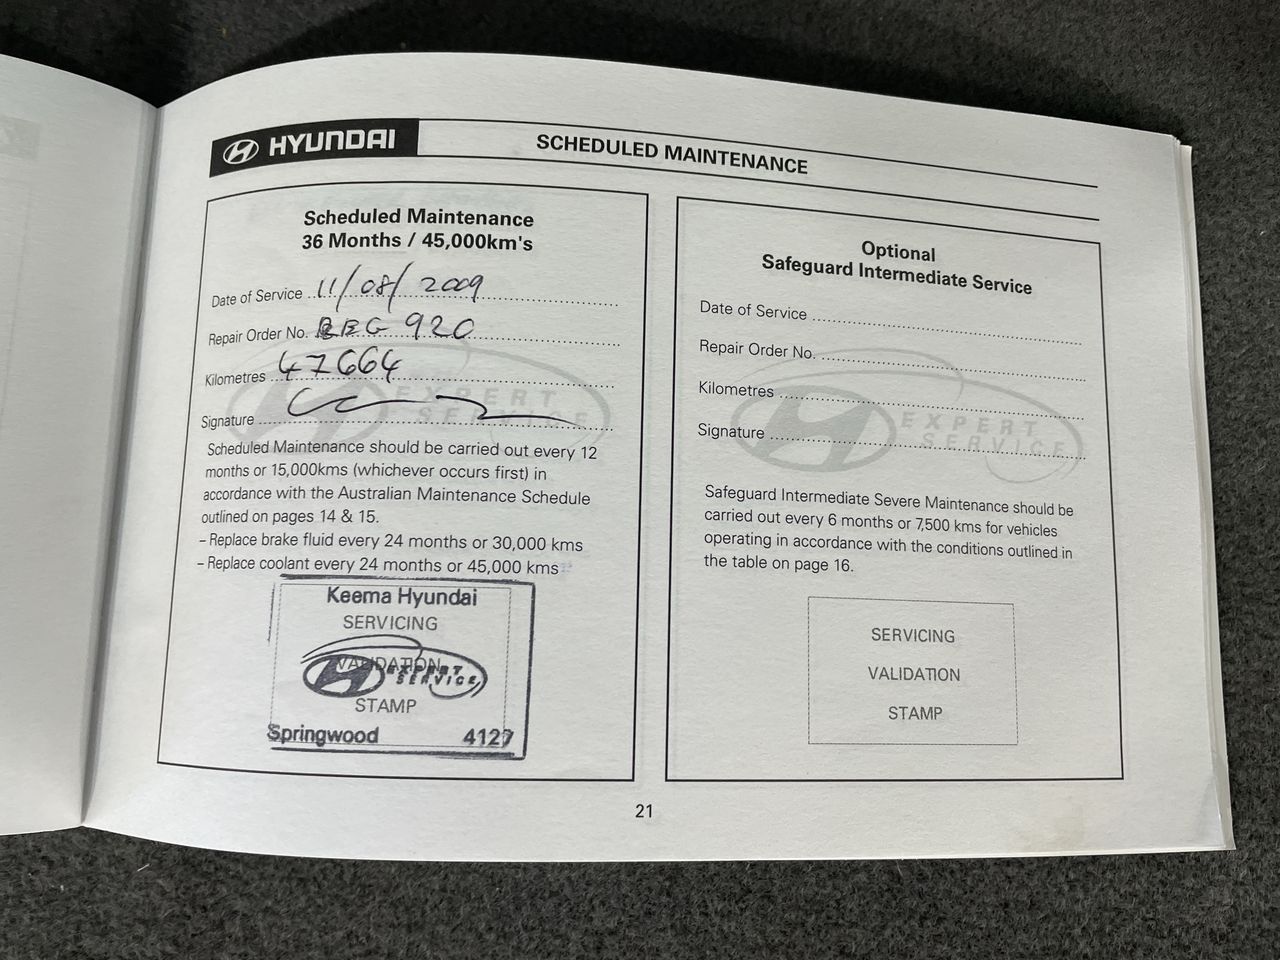 HYUNDAI
SCHEDULED MAINTENANCE
Scheduled Maintenance
36 Months / 45,000km's
Date of Service 11/08/2009
Repair Order No. 920
Kilometres 47664
Signature
EXPERT
SERVICE
Scheduled Maintenance should be carried out every 12
months or 15,000kms (whichever occurs first) in
accordance with the Australian Maintenance Schedule
outlined on pages 14 & 15.
– Replace brake fluid every 24 months or 30,000 kms
– Replace coolant every 24 months or 45,000 kms
Keema Hyundai
SERVICING
VALIDATION
EXPERT
SERVICE
STAMP
Springwood 4127
Optional
Safeguard Intermediate Service
Date of Service
Repair Order No.
Kilometres
Signature
EXPERT
SERVICE
Safeguard Intermediate Severe Maintenance should be
carried out every 6 months or 7,500 kms for vehicles
operating in accordance with the conditions outlined in
the table on page 16.
SERVICING
VALIDATION
STAMP
21